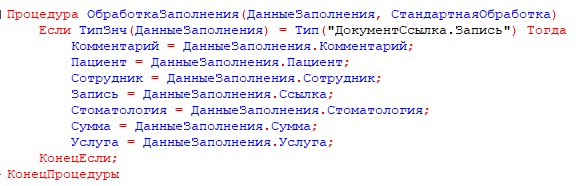 Процедура ОбработкаЗаполнения(ДанныеЗаполнения, СтандартнаяОбработка)
Если ТипЗнч(ДанныеЗаполнения) = Тип("ДокументСсылка.Запись") Тогда
Комментарий = ДанныеЗаполнения.Комментарий;
Пациент = ДанныеЗаполнения.Пациент;
Сотрудник = ДанныеЗаполнения.Сотрудник;
Запись = ДанныеЗаполнения.Ссылка;
Стоматология = ДанныеЗаполнения.Стоматология;
Сумма = ДанныеЗаполнения.Сумма;
Услуга = ДанныеЗаполнения.Услуга;
КонецЕсли;
КонецПроцедуры